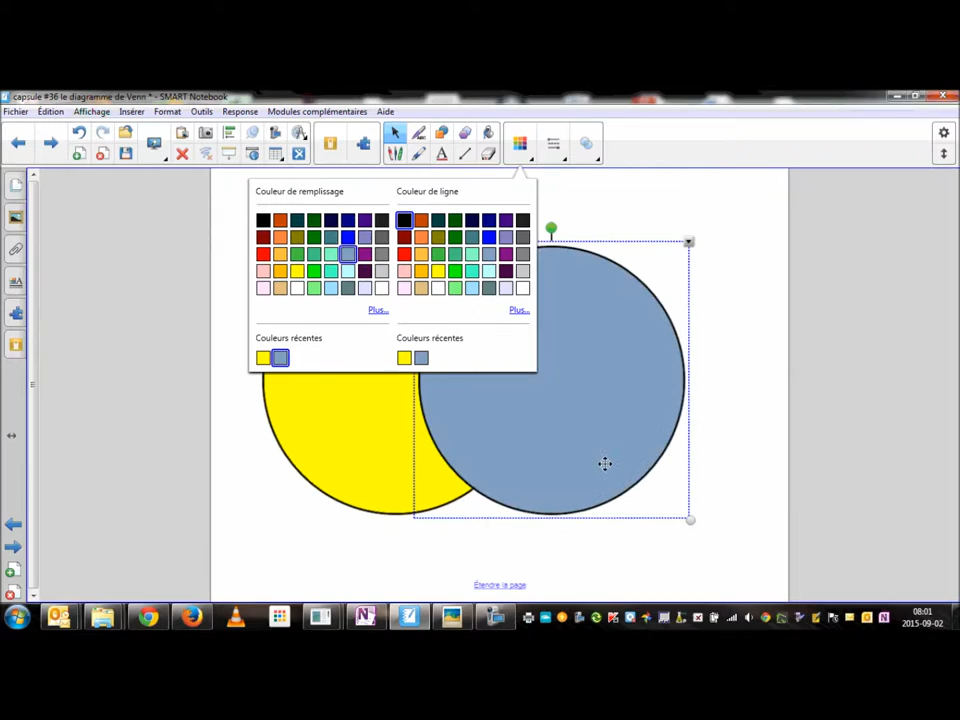 capsule #36 le diagramme de Venn * - SMART Notebook
Fichier Édition Affichage Insérer Format Outils Réponse Modules complémentaires Aide
Couleur de remplissage Couleur de ligne
Plus... Plus...
Couleurs récentes Couleurs récentes
Étendre la page
08:01
2015-09-02